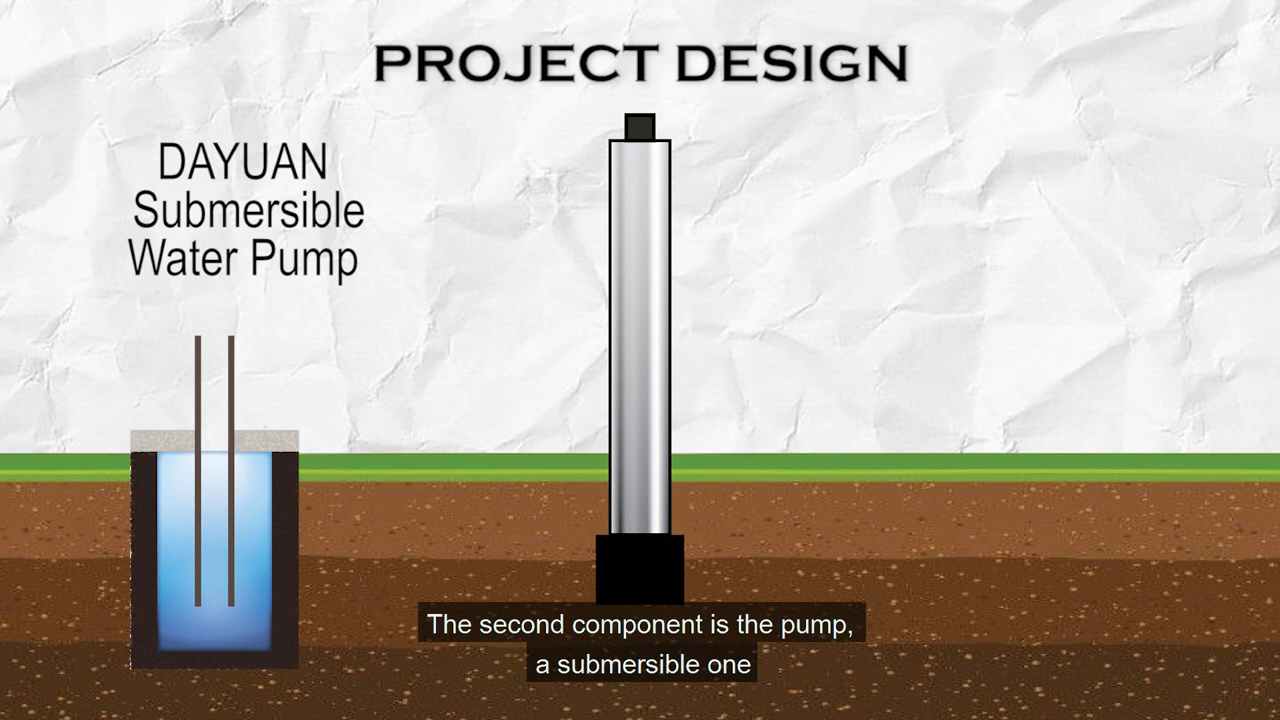 PROJECT DESIGN
DAYUAN
Submersible
Water Pump
The second component is the pump,
a submersible one